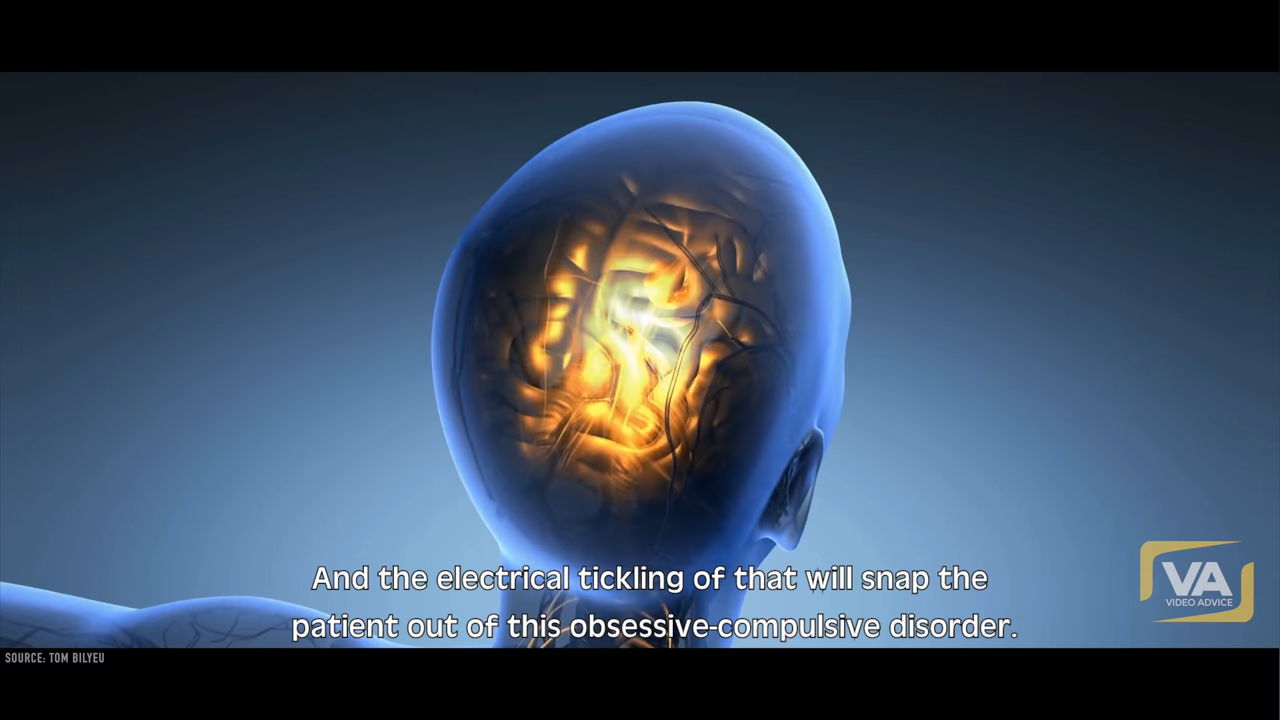 And the electrical tickling of that will snap the
patient out of this obsessive-compulsive disorder.
VA
VIDEO ADVICE
SOURCE: TOM BILYEU